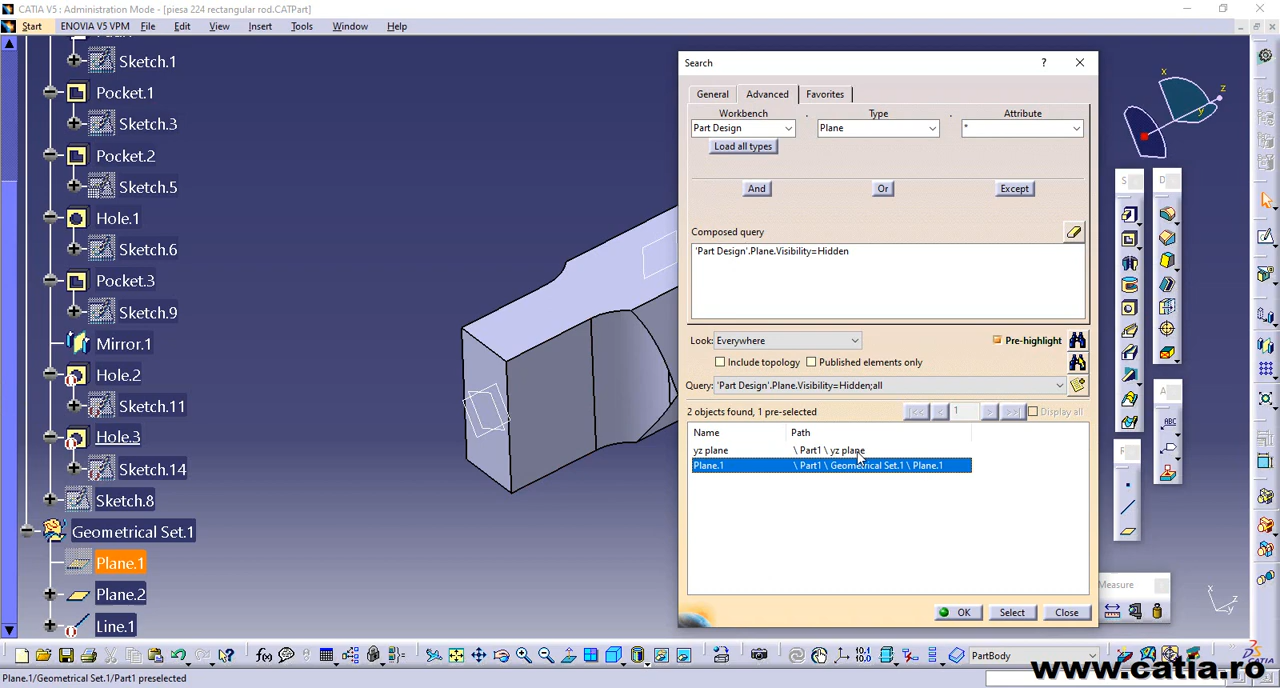 CATIA V5 : Administration Mode - [piesa 224 rectangular rod.CATPart]
Start ENOVIA V5 VPM File Edit View Insert Tools Window Help
Sketch.1
Pocket.1
Sketch.3
Pocket.2
Sketch.5
Hole.1
Sketch.6
Pocket.3
Sketch.9
Mirror.1
Hole.2
Sketch.11
Hole.3
Sketch.14
Sketch.8
Geometrical Set.1
Plane.1
Plane.2
Line.1
Search
General Advanced Favorites
Workbench . Type . Attribute
Part Design Plane *
Load all types
And Or Except
Composed query
'Part Design'.Plane.Visibility=Hidden
Look: Everywhere Pre-highlight
Include topology Published elements only
Query: 'Part Design'.Plane.Visibility=Hidden;all
2 objects found, 1 pre-selected |<< < 1 > >>| Display all
Name Path
yz plane \ Part1 \ yz plane
Plane.1 \ Part1 \ Geometrical Set.1 \ Plane.1
OK Select Close
x
z
y
S D
A
ABC
Measure
x
z
y
f(x) 10.1 10.0 PartBody
Plane.1/Geometrical Set.1/Part1 preselected
www.catia.ro